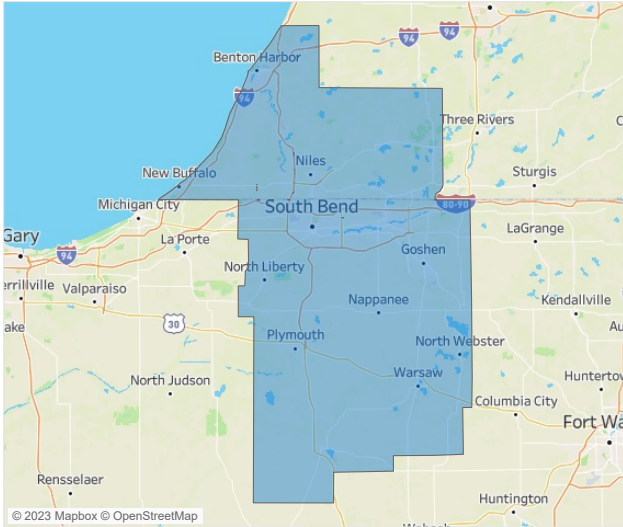 94
94
Benton Harbor
94
Three Rivers
Niles
Sturgis
New Buffalo
80-90
Michigan City
South Bend
LaGrange
Gary
La Porte
Goshen
94
North Liberty
errillville
Valparaiso
Nappanee
Kendallville
30
ake
Au
Plymouth
North Webster
Warsaw
Huntertow
North Judson
Columbia City
Fort Wa
Rensselaer
Huntington
© 2023 Mapbox © OpenStreetMap